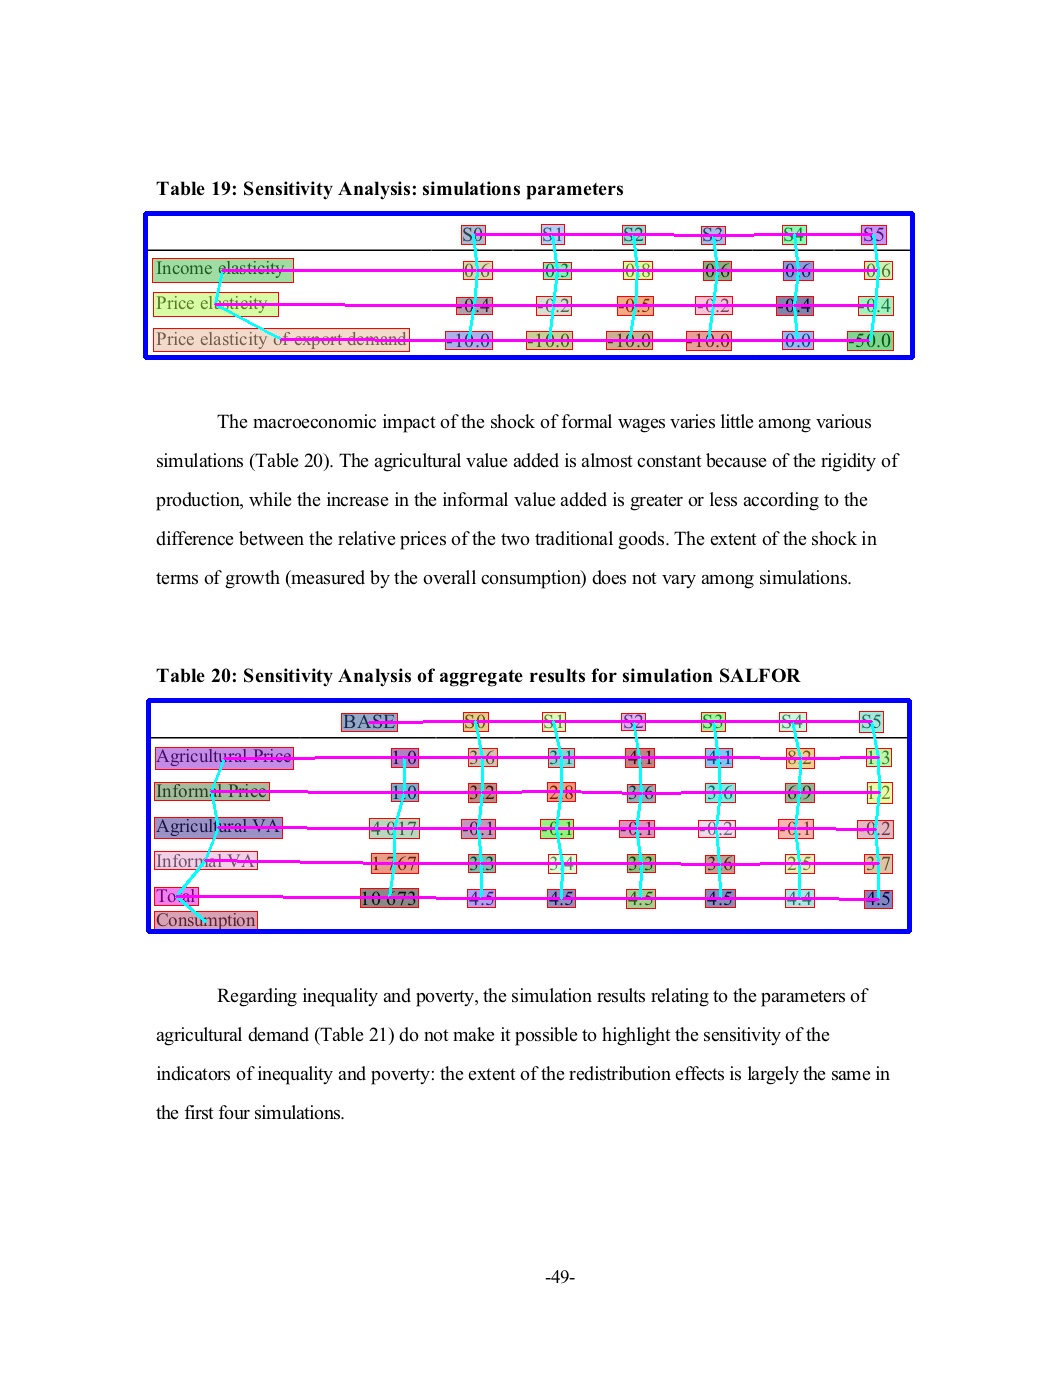 Table 19: Sensitivity Analysis: simulations parameters
S0 S1 S2 S3 S4 S5
Income elasticity 0.6 0.3 0.8 0.6 0.6 0.6
Price elasticity -0.4 -0.2 -0.5 -0.2 -0.4 -0.4
Price elasticity of export demand -10.0 -10.0 -10.0 -10.0 0.0 -50.0
The macroeconomic impact of the shock of formal wages varies little among various
simulations (Table 20). The agricultural value added is almost constant because of the rigidity of
production, while the increase in the informal value added is greater or less according to the
difference between the relative prices of the two traditional goods. The extent of the shock in
terms of growth (measured by the overall consumption) does not vary among simulations.
Table 20: Sensitivity Analysis of aggregate results for simulation SALFOR
BASE S0 S1 S2 S3 S4 S5
Agricultural Price 1.0 3.6 3.1 4.1 4.1 8.2 1.3
Informal Price 1.0 3.2 2.8 3.6 3.6 6.9 1.2
Agricultural VA 4 017 -0.1 -0.1 -0.1 -0.2 -0.1 -0.2
Informal VA 1 767 3.3 3.4 3.3 3.6 2.5 3.7
Total 10 673 4.5 4.5 4.5 4.5 4.4 4.5
Consumption
Regarding inequality and poverty, the simulation results relating to the parameters of
agricultural demand (Table 21) do not make it possible to highlight the sensitivity of the
indicators of inequality and poverty: the extent of the redistribution effects is largely the same in
the first four simulations.
-49-